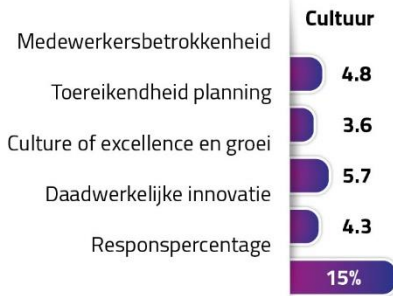 Cultuur
Medewerkersbetrokkenheid
4.8
Toereikendheid planning
3.6
Culture of excellence en groei
5.7
Daadwerkelijke innovatie
4.3
Responspercentage
15%